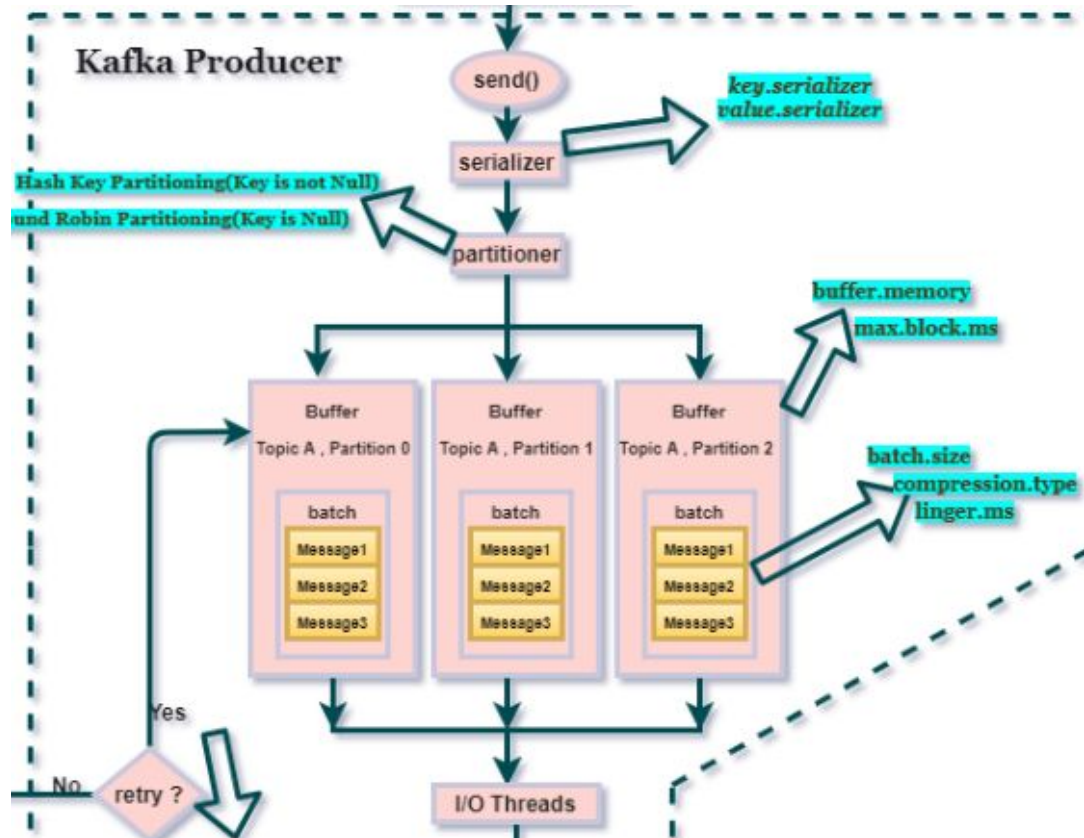 Kafka Producer
send()
key.serializer
value.serializer
serializer
Hash Key Partitioning(Key is not Null)
und Robin Partitioning(Key is Null)
partitioner
buffer.memory
max.block.ms
Buffer
Topic A , Partition 0
batch
Message1
Message2
Message3
Buffer
Topic A , Partition 1
batch
Message1
Message2
Message3
Buffer
Topic A , Partition 2
batch
Message1
Message2
Message3
batch.size
compression.type
linger.ms
Yes
No
retry ?
I/O Threads